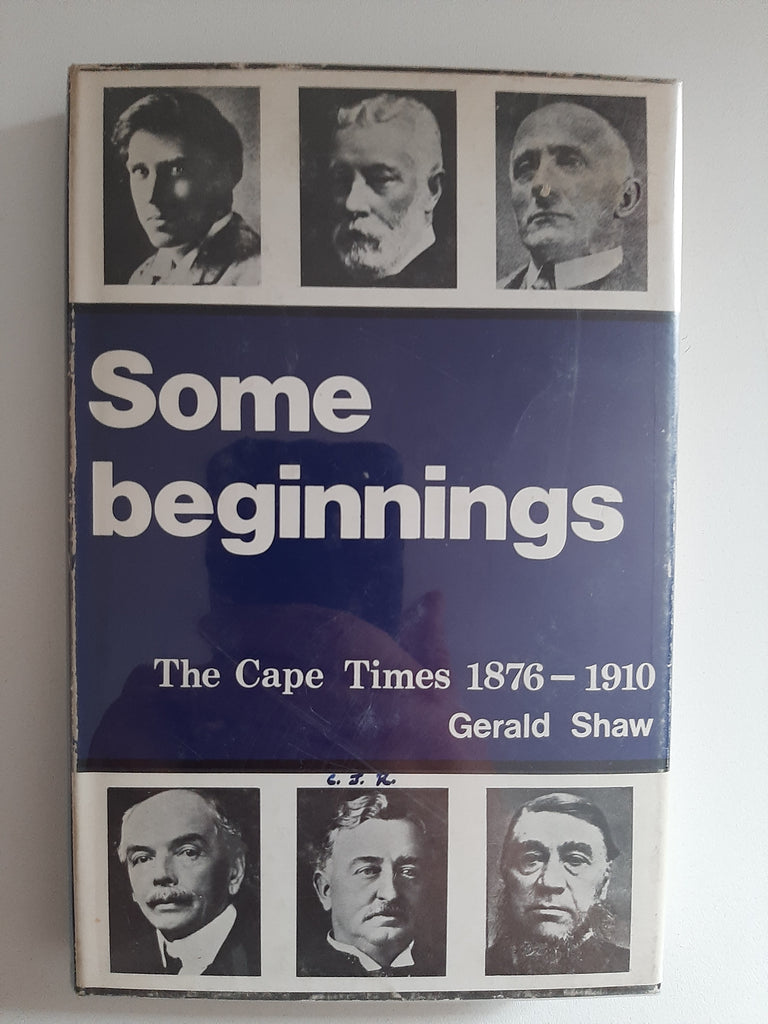 Some
beginnings
The Cape Times 1876 – 1910
Gerald Shaw
C. J. R.